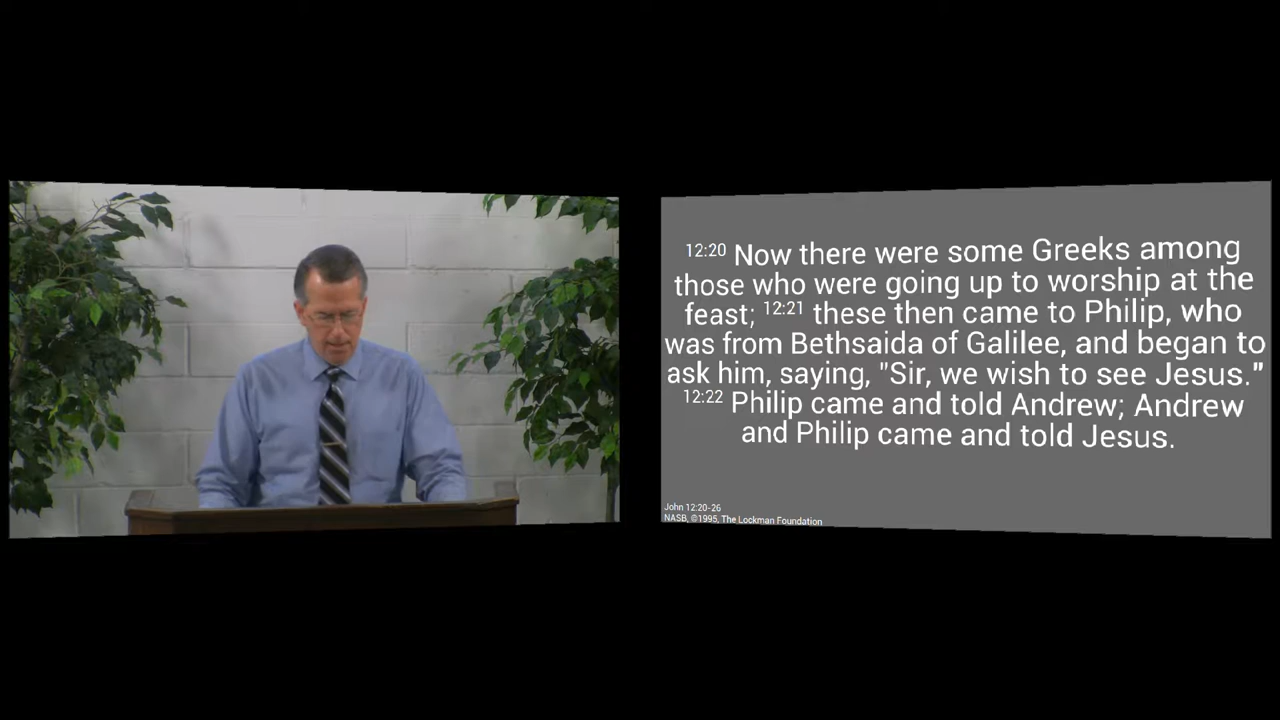 12:20 Now there were some Greeks among
those who were going up to worship at the
feast; 12:21 these then came to Philip, who
was from Bethsaida of Galilee, and began to
ask him, saying, "Sir, we wish to see Jesus."
12:22 Philip came and told Andrew; Andrew
and Philip came and told Jesus.
John 12:20-26
NASB, ©1995, The Lockman Foundation